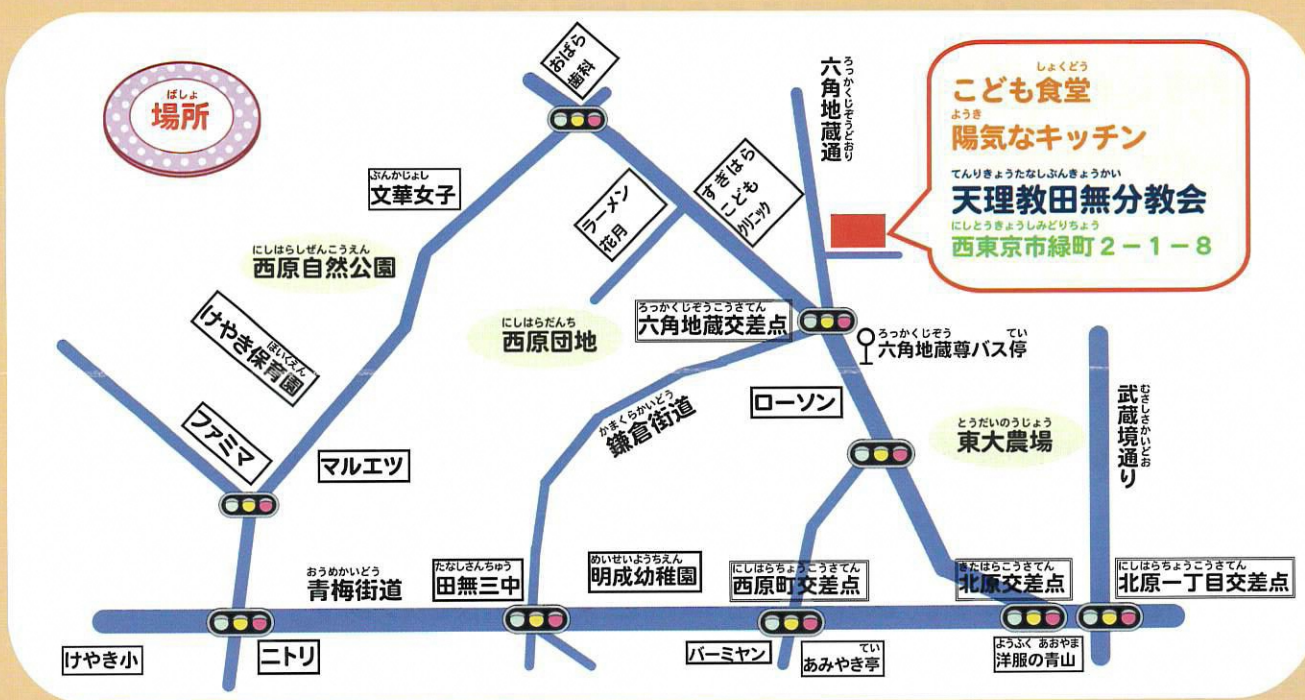 ばしょ
場所
おばら
歯科
ろっかくじぞうどおり
六角地蔵通
しょくどう
こども食堂
ようき
陽気なキッチン
てんりきょうたなしぶんきょうかい
天理教田無分教会
にしとうきょうしみどりちょう
西東京市緑町2-1-8
ぶんかじょし
文華女子
ラーメン
花月
すぎはら
こども
クリニック
にしはらしぜんこうえん
西原自然公園
ほいくえん
けやき保育園
にしはらだんち
西原団地
ろっかくじぞうこうさてん
六角地蔵交差点
ろっかくじぞう てい
六角地蔵尊バス停
ファミマ
マルエツ
かまくらかいどう
鎌倉街道
ローソン
とうだいのうじょう
東大農場
むさしさかいどお
武蔵境通り
おうめかいどう
青梅街道
たなしさんちゅう
田無三中
めいせいようちえん
明成幼稚園
にしはらちょうこうさてん
西原町交差点
きたはらこうさてん
北原交差点
にしはらちょうこうさてん
北原一丁目交差点
けやき小
ニトリ
バーミヤン
てい
あみやき亭
ようふく あおやま
洋服の青山